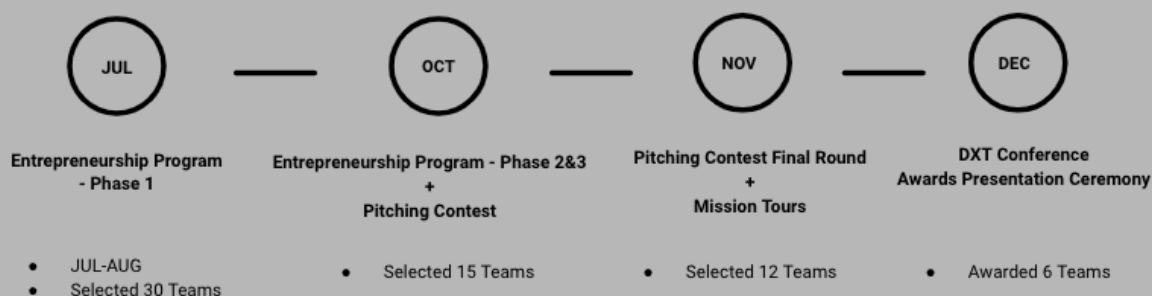 JUL
OCT
NOV
DEC
Entrepreneurship Program
- Phase 1
Entrepreneurship Program - Phase 2&3
+
Pitching Contest
Pitching Contest Final Round
+
Mission Tours
DXT Conference
Awards Presentation Ceremony
• JUL-AUG
• Selected 30 Teams
• Selected 15 Teams
• Selected 12 Teams
• Awarded 6 Teams